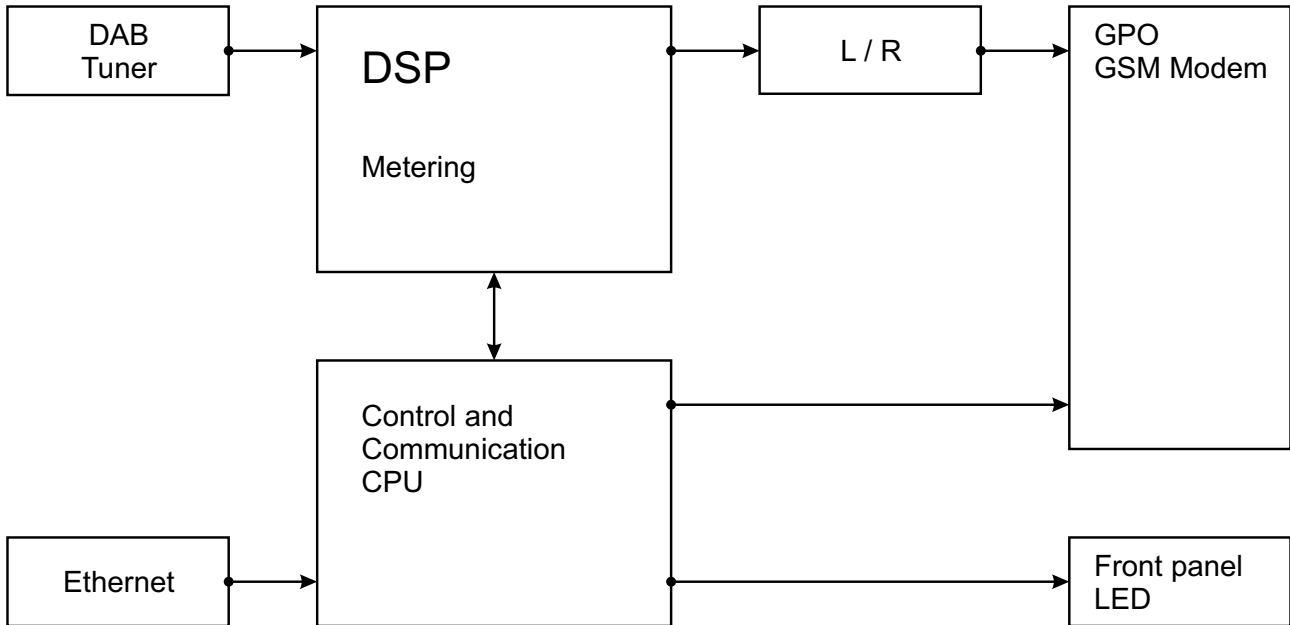 DAB
Tuner
DSP
Metering
L / R
GPO
GSM Modem
Control and
Communication
CPU
Ethernet
Front panel
LED